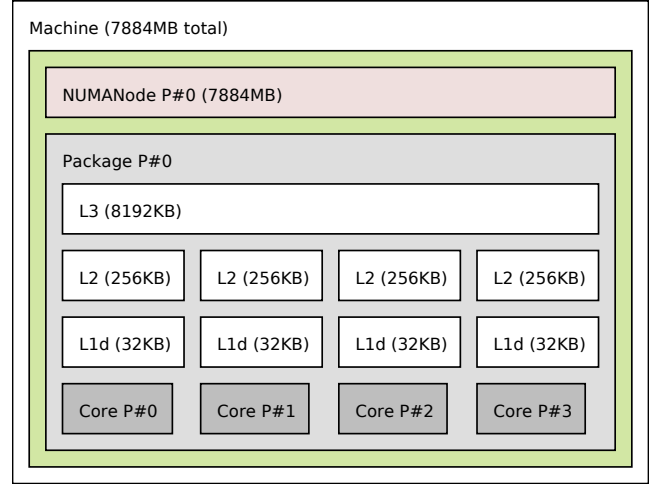 Machine (7884MB total)
NUMANode P#0 (7884MB)
Package P#0
L3 (8192KB)
L2 (256KB) L2 (256KB) L2 (256KB) L2 (256KB)
L1d (32KB) L1d (32KB) L1d (32KB) L1d (32KB)
Core P#0 Core P#1 Core P#2 Core P#3